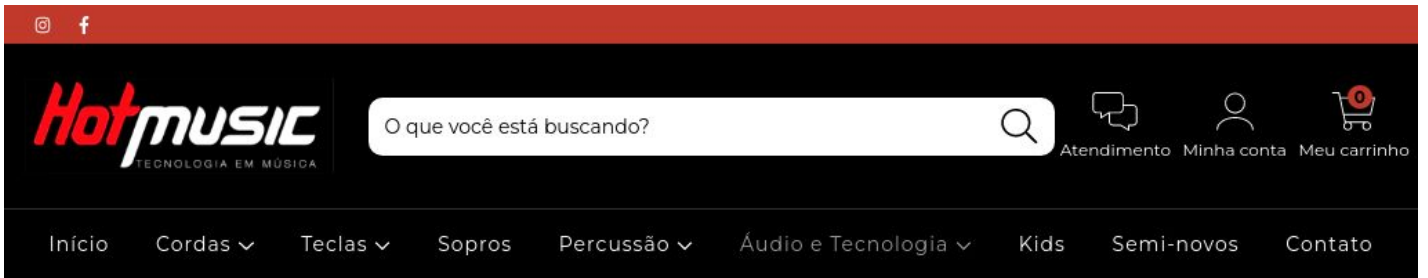 Hotmusic
TECNOLOGIA EM MÚSICA
O que você está buscando?
Atendimento
Minha conta
0
Meu carrinho
Início Cordas Teclas Sopros Percussão Áudio e Tecnologia Kids Semi-novos Contato